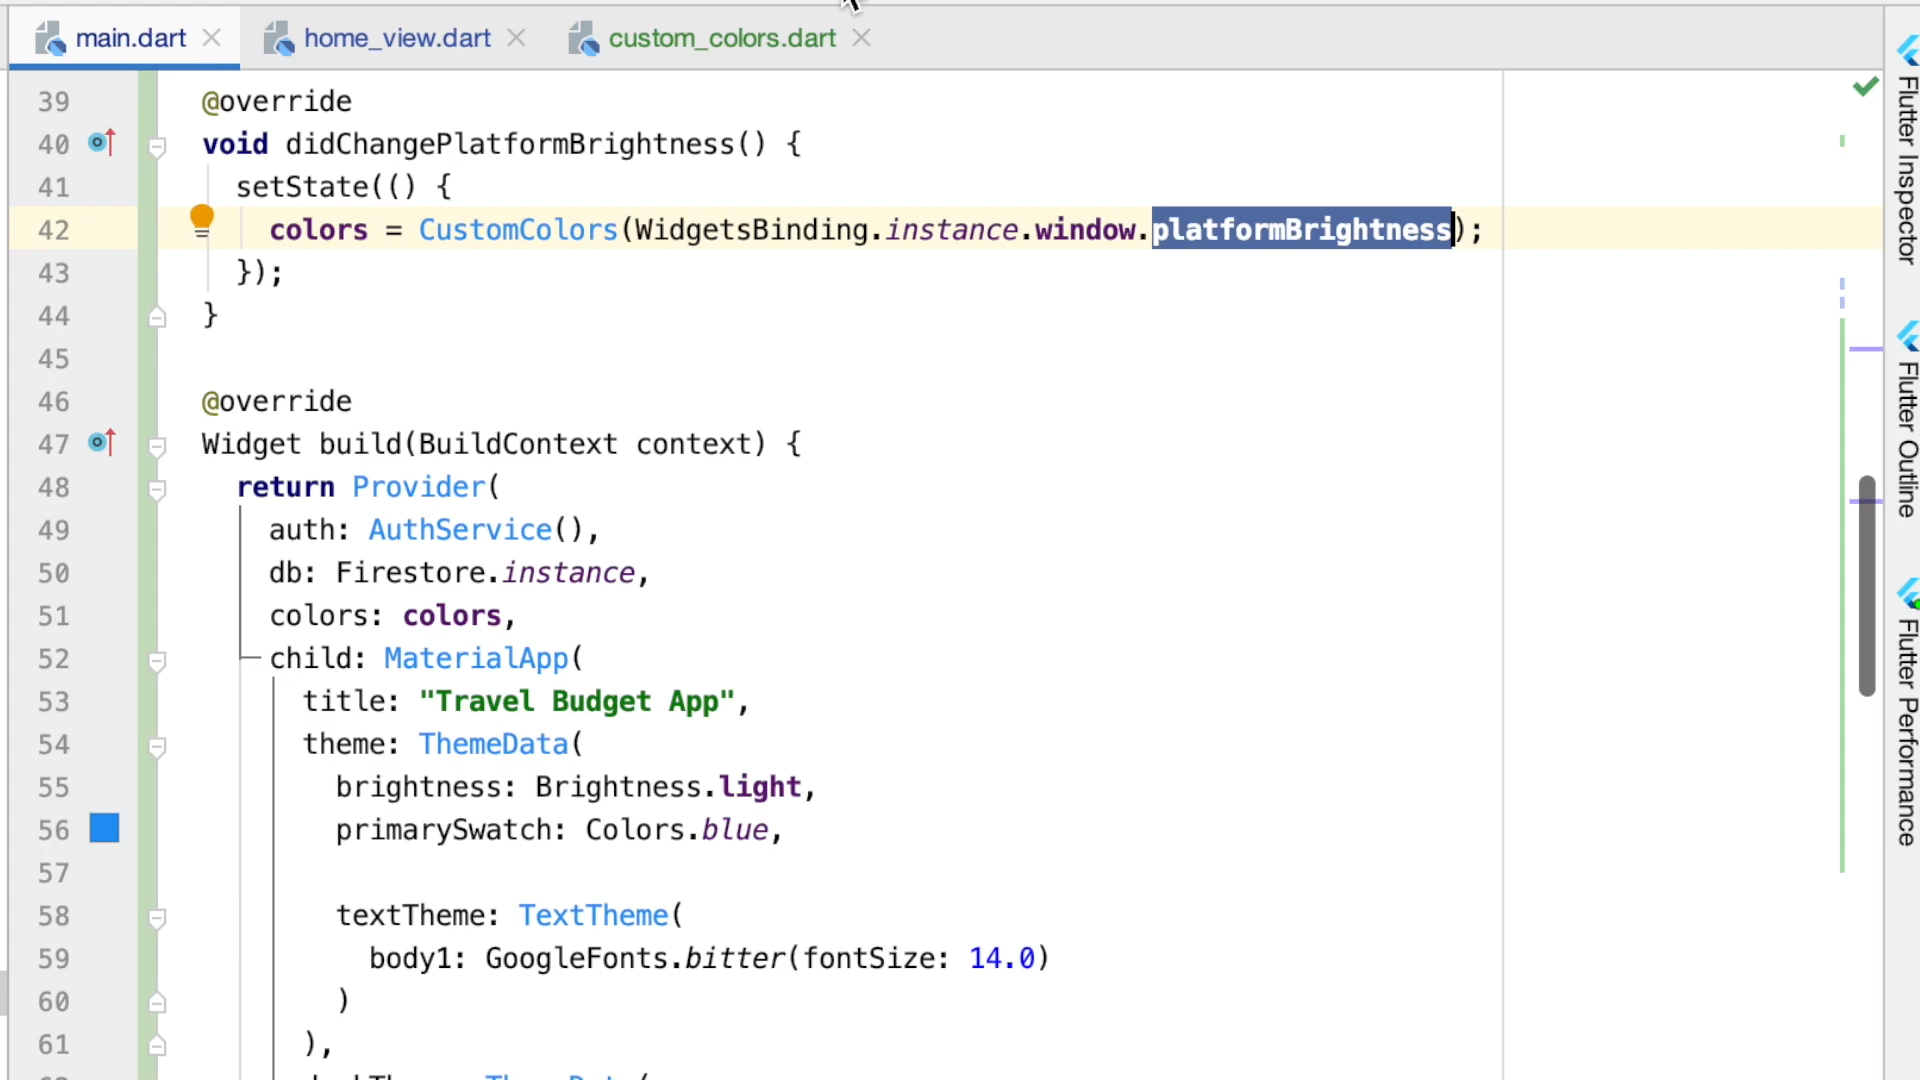 main.dart home_view.dart custom_colors.dart
39 @override
40 void didChangePlatformBrightness() {
41 setState(() {
42 colors = CustomColors(WidgetsBinding.instance.window.platformBrightness);
43 });
44 }
45
46 @override
47 Widget build(BuildContext context) {
48 return Provider(
49 auth: AuthService(),
50 db: Firestore.instance,
51 colors: colors,
52 child: MaterialApp(
53 title: "Travel Budget App",
54 theme: ThemeData(
55 brightness: Brightness.light,
56 primarySwatch: Colors.blue,
57
58 textTheme: TextTheme(
59 body1: GoogleFonts.bitter(fontSize: 14.0)
60 )
61 ),
Flutter Inspector
Flutter Outline
Flutter Performance